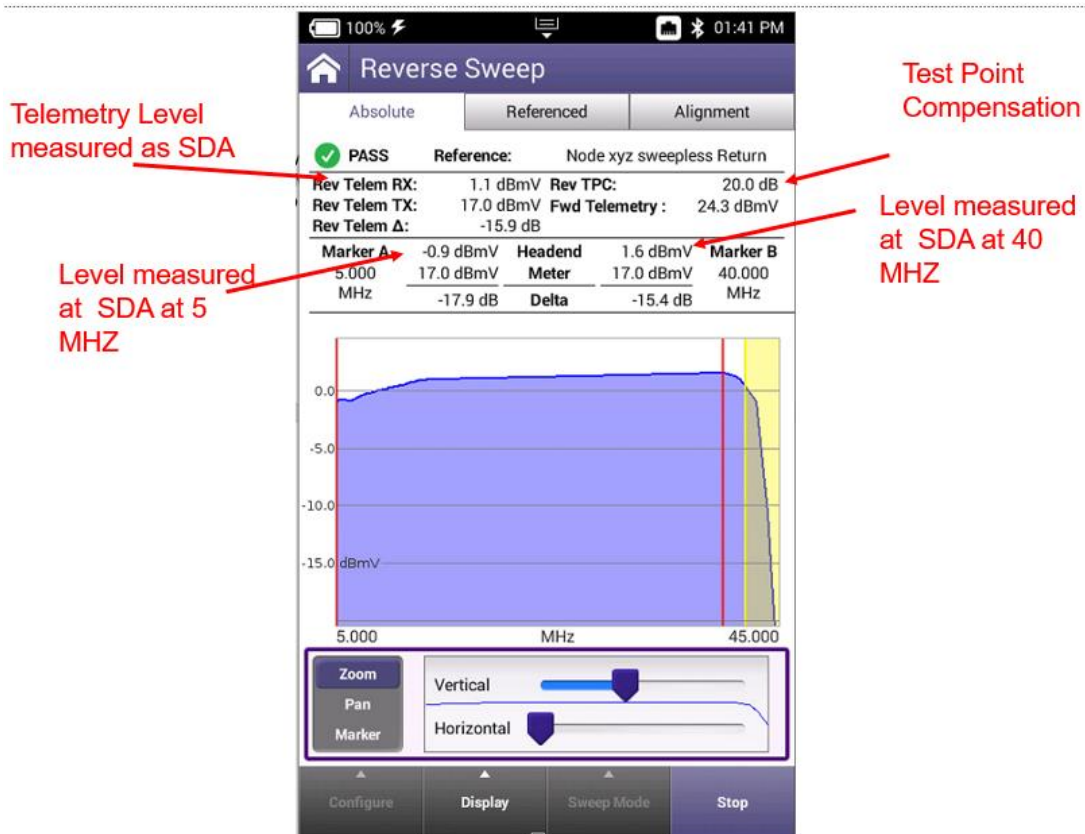 100% 01:41 PM
Reverse Sweep
Absolute Referenced Alignment
Telemetry Level
measured as SDA
Test Point
Compensation
PASS Reference: Node xyz sweepless Return
Rev Telem RX: 1.1 dBmV Rev TPC: 20.0 dB
Rev Telem TX: 17.0 dBmV Fwd Telemetry : 24.3 dBmV
Rev Telem Δ: -15.9 dB
Level measured
at SDA at 40
MHZ
Marker A -0.9 dBmV Headend 1.6 dBmV Marker B
5.000 17.0 dBmV Meter 17.0 dBmV 40.000
MHz -17.9 dB Delta -15.4 dB MHz
Level measured
at SDA at 5
MHZ
0.0
-5.0
-10.0
-15.0 dBmV
5.000 MHz 45.000
Zoom
Pan
Marker
Vertical
Horizontal
Configure Display Sweep Mode Stop